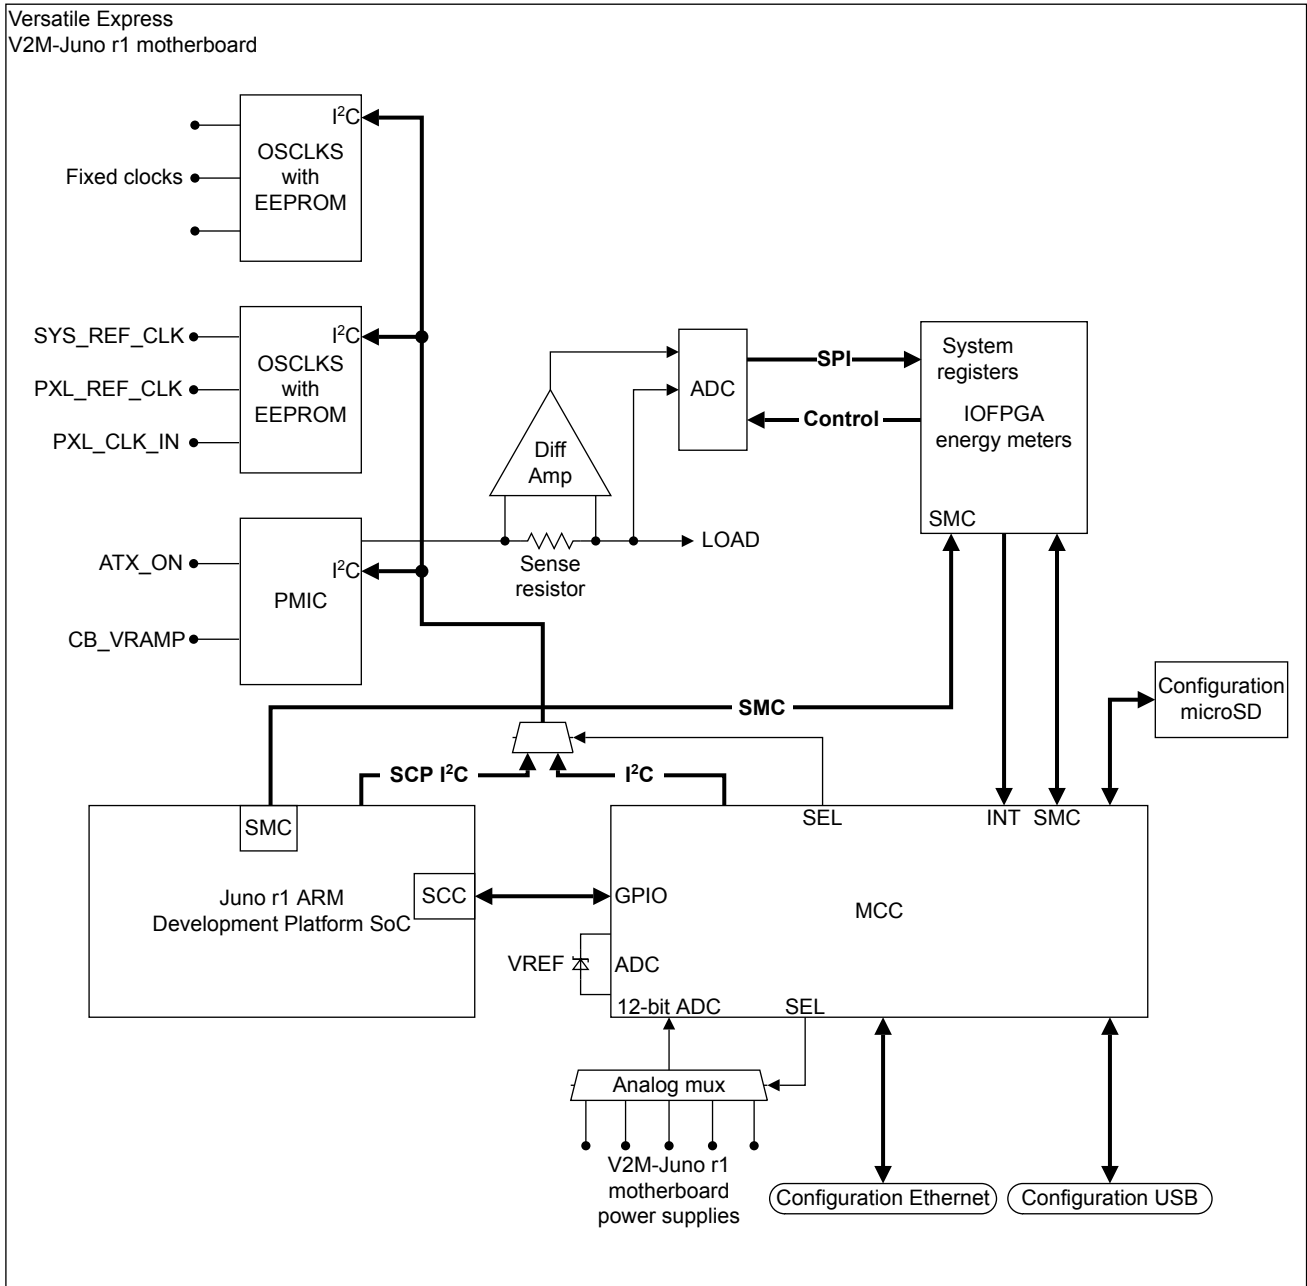 Versatile Express
V2M-Juno r1 motherboard
I²C
OSCLKS
with
EEPROM
Fixed clocks
I²C
OSCLKS
with
EEPROM
SYS_REF_CLK
PXL_REF_CLK
PXL_CLK_IN
ADC
SPI
Control
System
registers
IOFPGA
energy meters
SMC
Diff
Amp
LOAD
Sense
resistor
ATX_ON
I²C
PMIC
CB_VRAMP
SMC
Configuration
microSD
SCP I²C
I²C
SMC
Juno r1 ARM
Development Platform SoC
SCC
SEL
INT
SMC
GPIO
MCC
VREF
ADC
12-bit ADC
SEL
Analog mux
V2M-Juno r1
motherboard
power supplies
Configuration Ethernet
Configuration USB